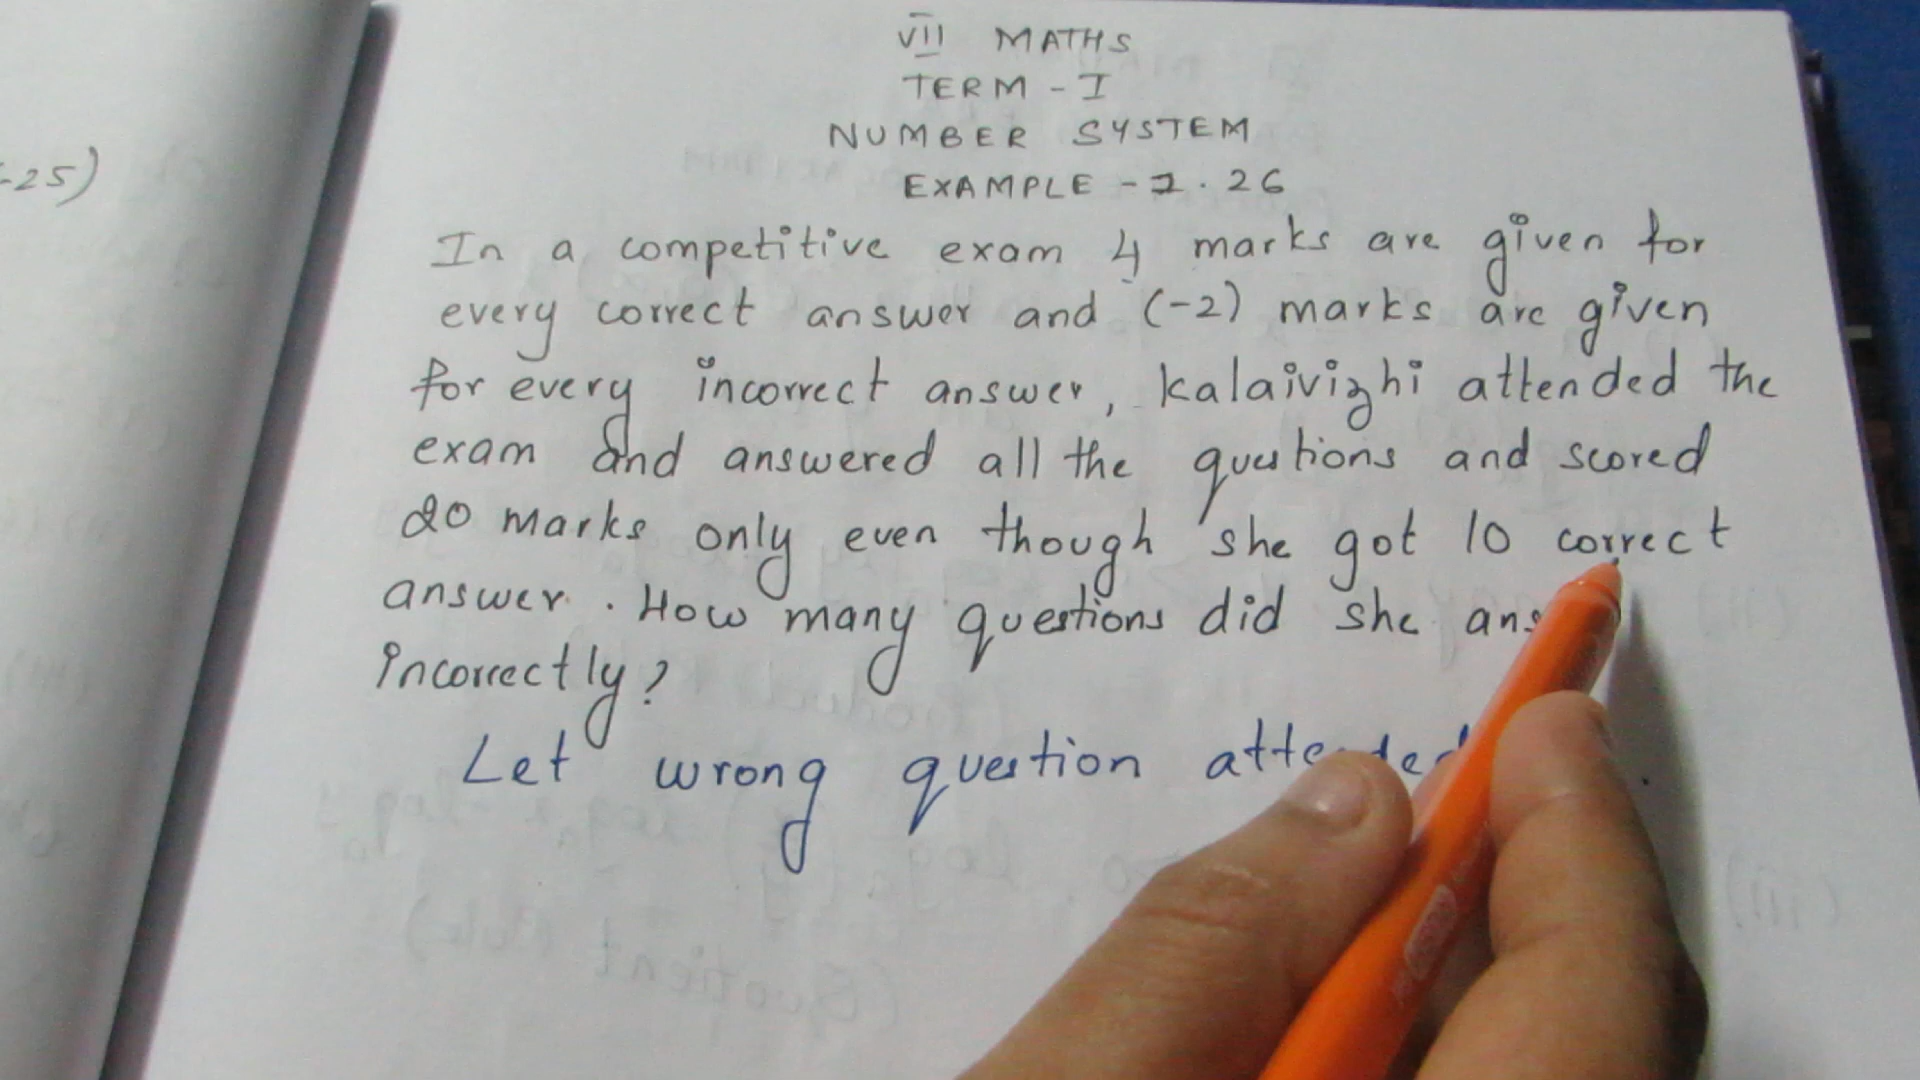 -25)
VII MATHS
TERM - I
NUMBER SYSTEM
EXAMPLE - 1.26
In a competitive exam 4 marks are given for
every correct answer and (-2) marks are given
for every incorrect answer, kalaivizhi attended the
exam and answered all the questions and scored
20 marks only even though she got 10 correct
answer. How many questions did she ans
incorrectly?
Let wrong question attended